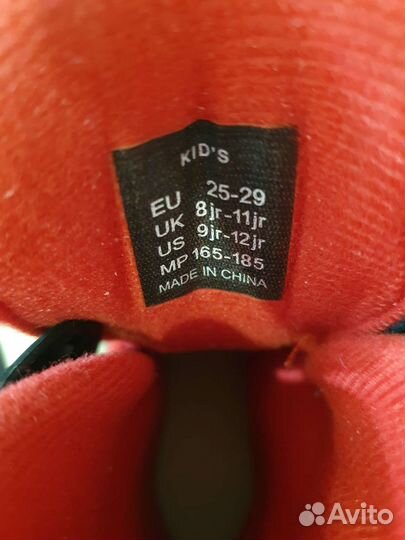 KID'S
EU 25-29
UK 8jr-11jr
US 9jr-12jr
MP 165-185
MADE IN CHINA
Avito